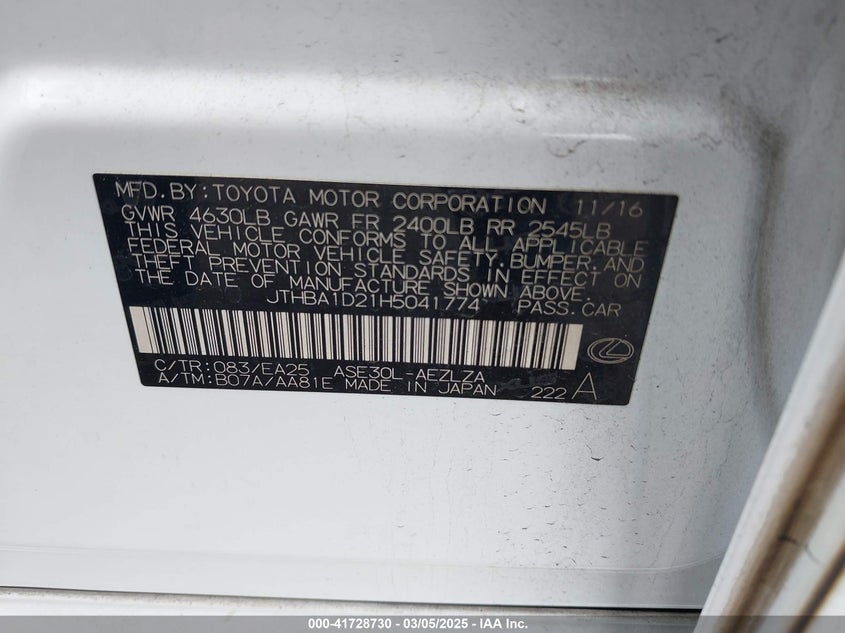 MFD.BY:TOYOTA MOTOR CORPORATION 11/16
GVWR 4630LB GAWR FR 2400LB RR 2545LB
THIS VEHICLE CONFORMS TO ALL APPLICABLE
FEDERAL MOTOR VEHICLE SAFETY,BUMPER,AND
THEFT PREVENTION STANDARDS IN EFFECT ON
THE DATE OF MANUFACTURE SHOWN ABOVE.
JTHBA1D21H5041774 PASS.CAR
C/TR:083/EA25 ASE30L-AEZLZA
A/TM:B07A/AA81E MADE IN JAPAN 222 A
000-41728730 — 03/05/2025 — IAA Inc.